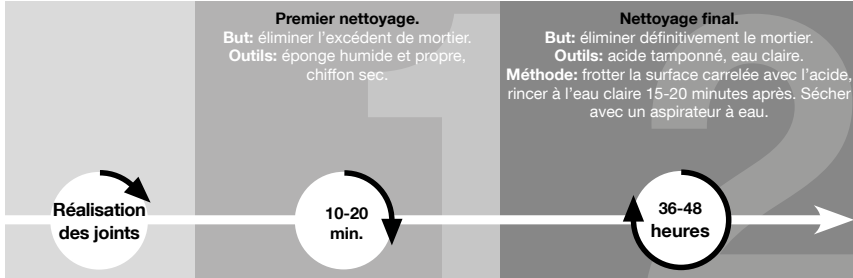 Premier nettoyage.
But: éliminer l'excédent de mortier.
Outils: éponge humide et propre,
chiffon sec.
Nettoyage final.
But: éliminer définitivement le mortier.
Outils: acide tamponné, eau claire.
Méthode: frotter la surface carrelée avec l'acide,
rincer à l'eau claire 15-20 minutes après. Sécher
avec un aspirateur à eau.
1
2
Réalisation
des joints
10-20
min.
36-48
heures